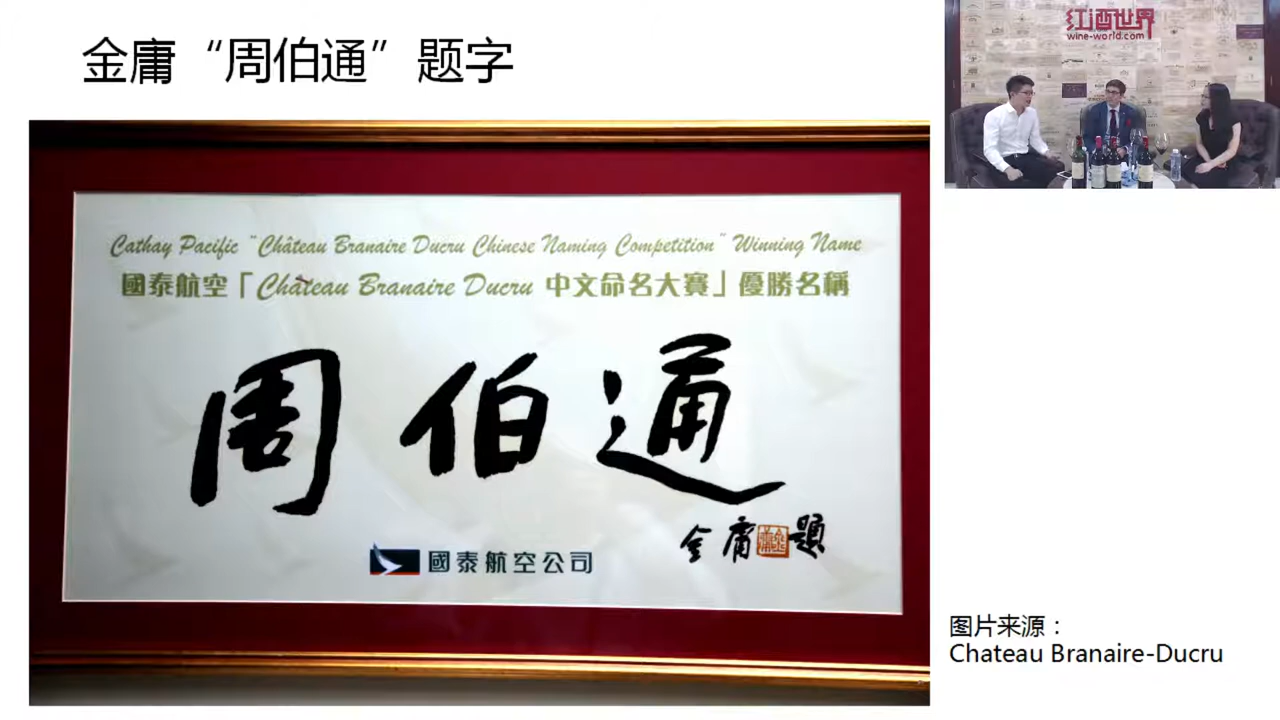 金庸“周伯通”题字
红酒世界
wine-world.com
Cathay Pacific "Château Branaire Ducru Chinese Naming Competition" Winning Name
國泰航空「Château Branaire Ducru 中文命名大賽」優勝名稱
周伯通
金庸 題
國泰航空公司
图片来源：
Chateau Branaire-Ducru